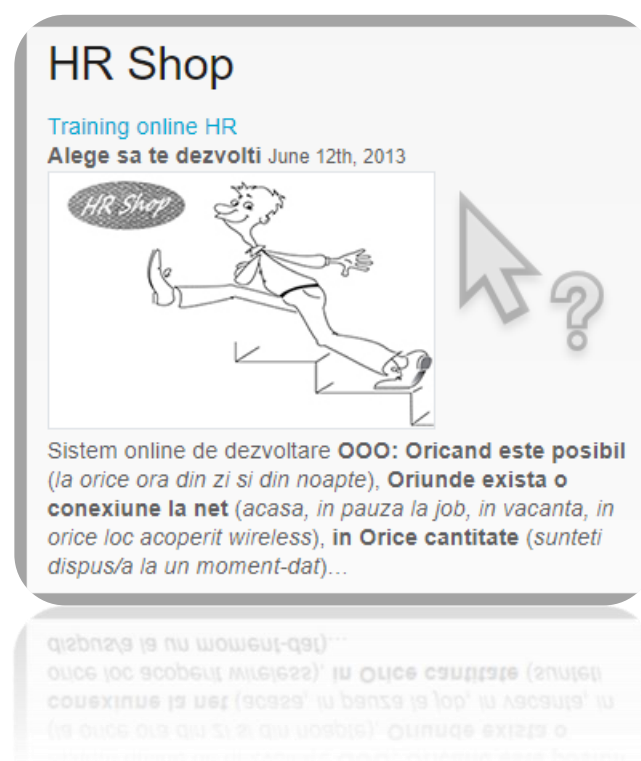 HR Shop
Training online HR
Alege sa te dezvolti June 12th, 2013
HR Shop
?
Sistem online de dezvoltare OOO: Oricand este posibil
(la orice ora din zi si din noapte), Oriunde exista o
conexiune la net (acasa, in pauza la job, in vacanta, in
orice loc acoperit wireless), in Orice cantitate (sunteti
dispus/a la un moment-dat)...